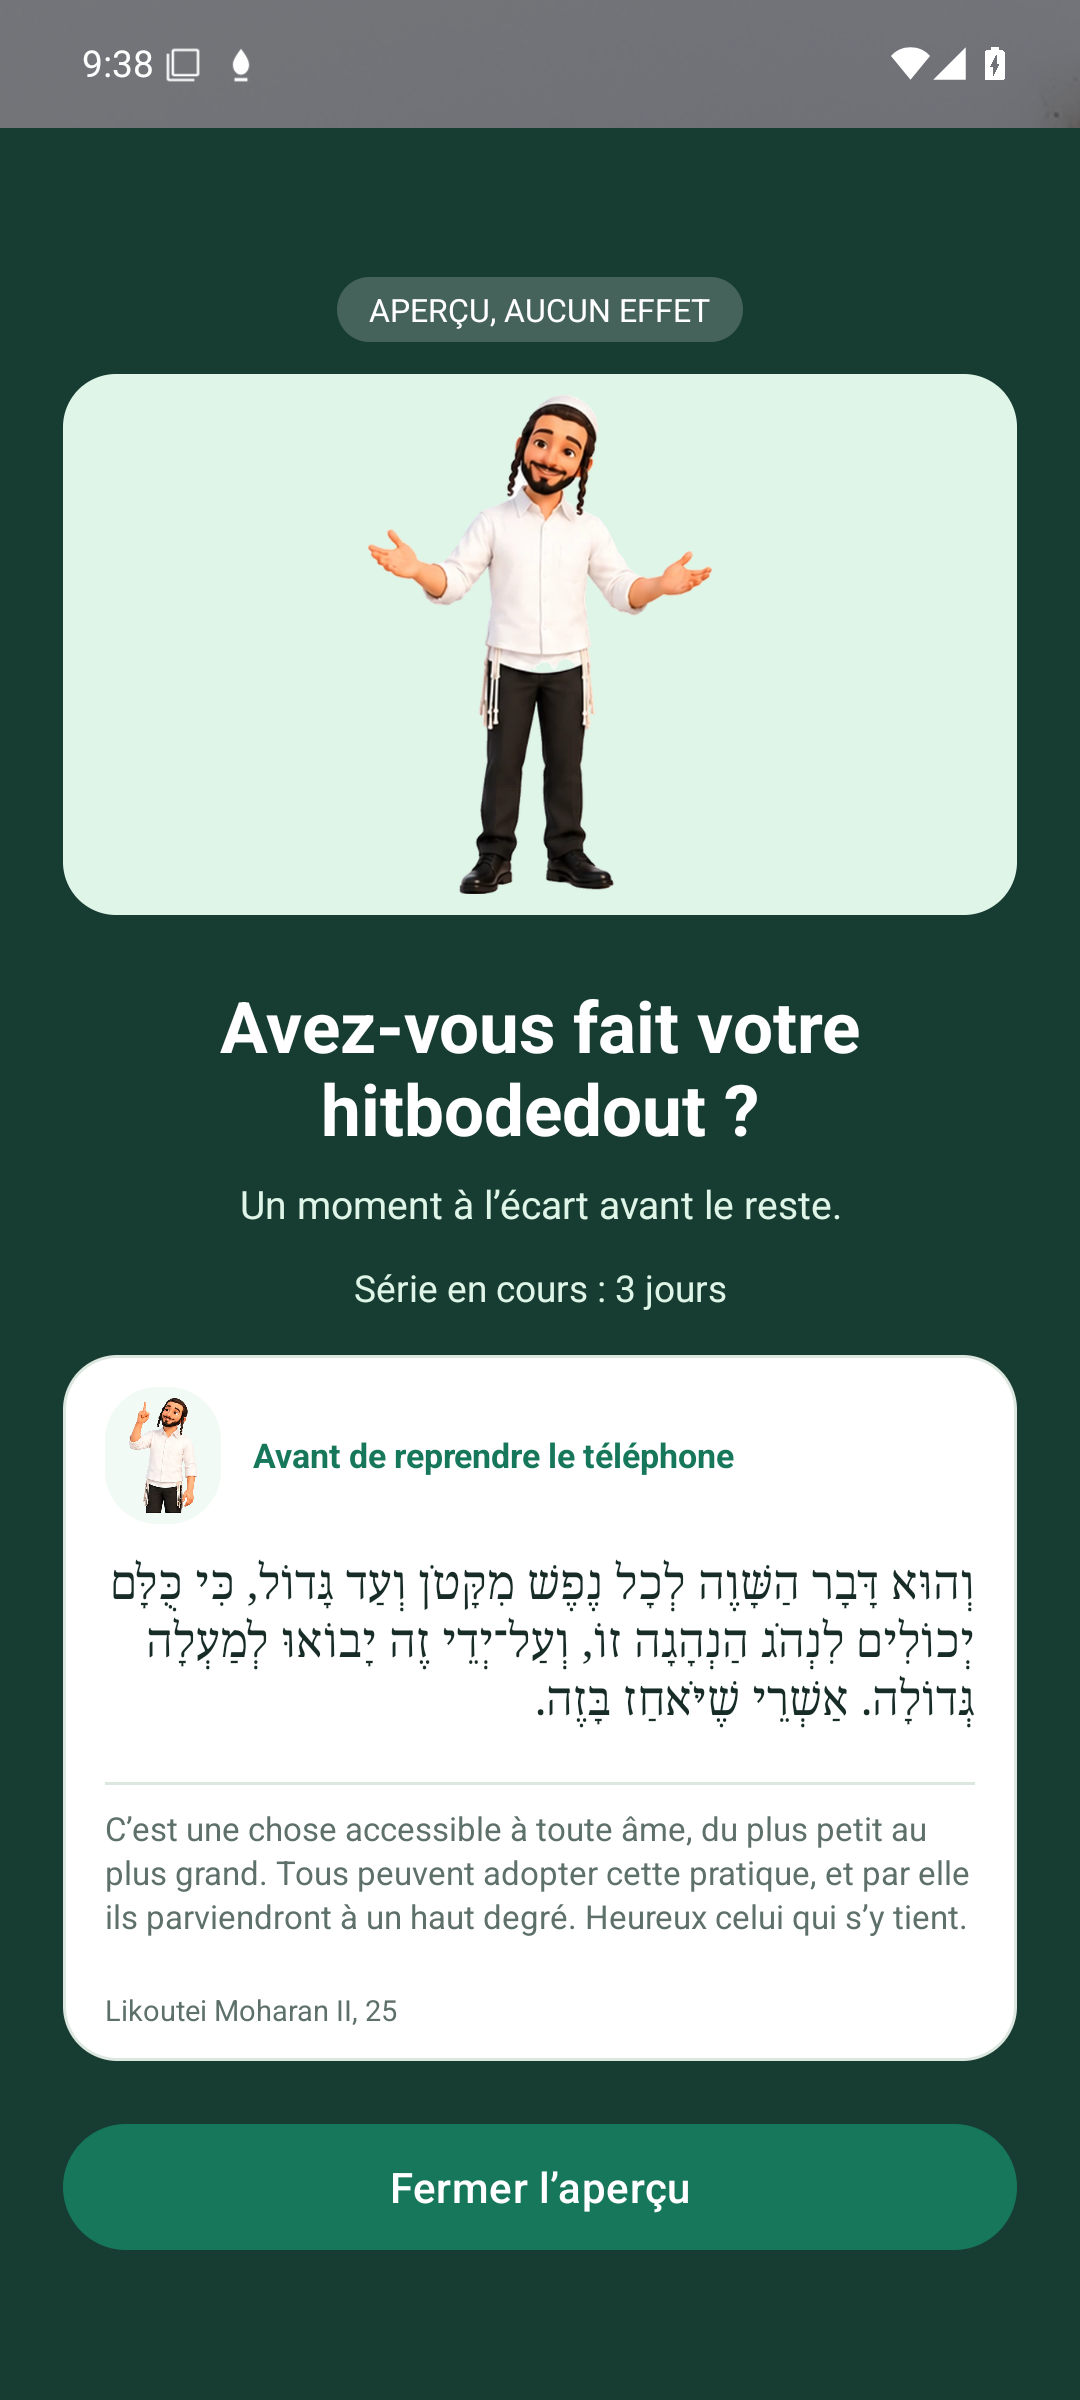 9:38
APERÇU, AUCUN EFFET
Avez-vous fait votre
hitbodedout ?
Un moment à l’écart avant le reste.
Série en cours : 3 jours
Avant de reprendre le téléphone
וְהוּא דָּבָר הַשָּׁוֶה לְכָל נֶפֶשׁ מִקָּטֹן וְעַד גָּדוֹל, כִּי כֻּלָּם
יְכוֹלִים לִנְהֹג הַנְהָגָה זוֹ, וְעַל־יְדֵי זֶה יָבוֹאוּ לְמַעְלָה
גְּדוֹלָה. אַשְׁרֵי שֶׁיֹּאחַז בָּזֶה.
C’est une chose accessible à toute âme, du plus petit au
plus grand. Tous peuvent adopter cette pratique, et par elle
ils parviendront à un haut degré. Heureux celui qui s’y tient.
Likoutei Moharan II, 25
Fermer l’aperçu